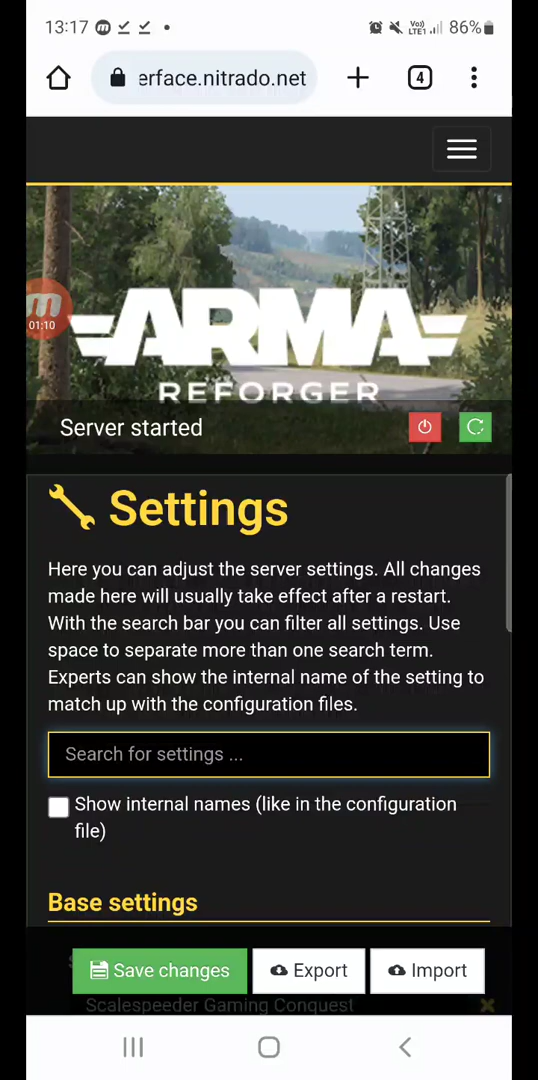 13:17
Vo))
LTE1
86%
erface.nitrado.net
4
ARMA
REFORGER
01:10
Server started
Settings
Here you can adjust the server settings. All changes
made here will usually take effect after a restart.
With the search bar you can filter all settings. Use
space to separate more than one search term.
Experts can show the internal name of the setting to
match up with the configuration files.
Search for settings ...
Show internal names (like in the configuration
file)
Base settings
Save changes
Export
Import
Scalespeeder Gaming Conquest